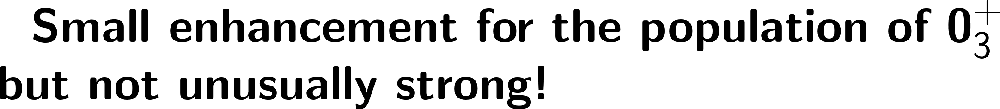 Small enhancement for the population of 0₃⁺
but not unusually strong!